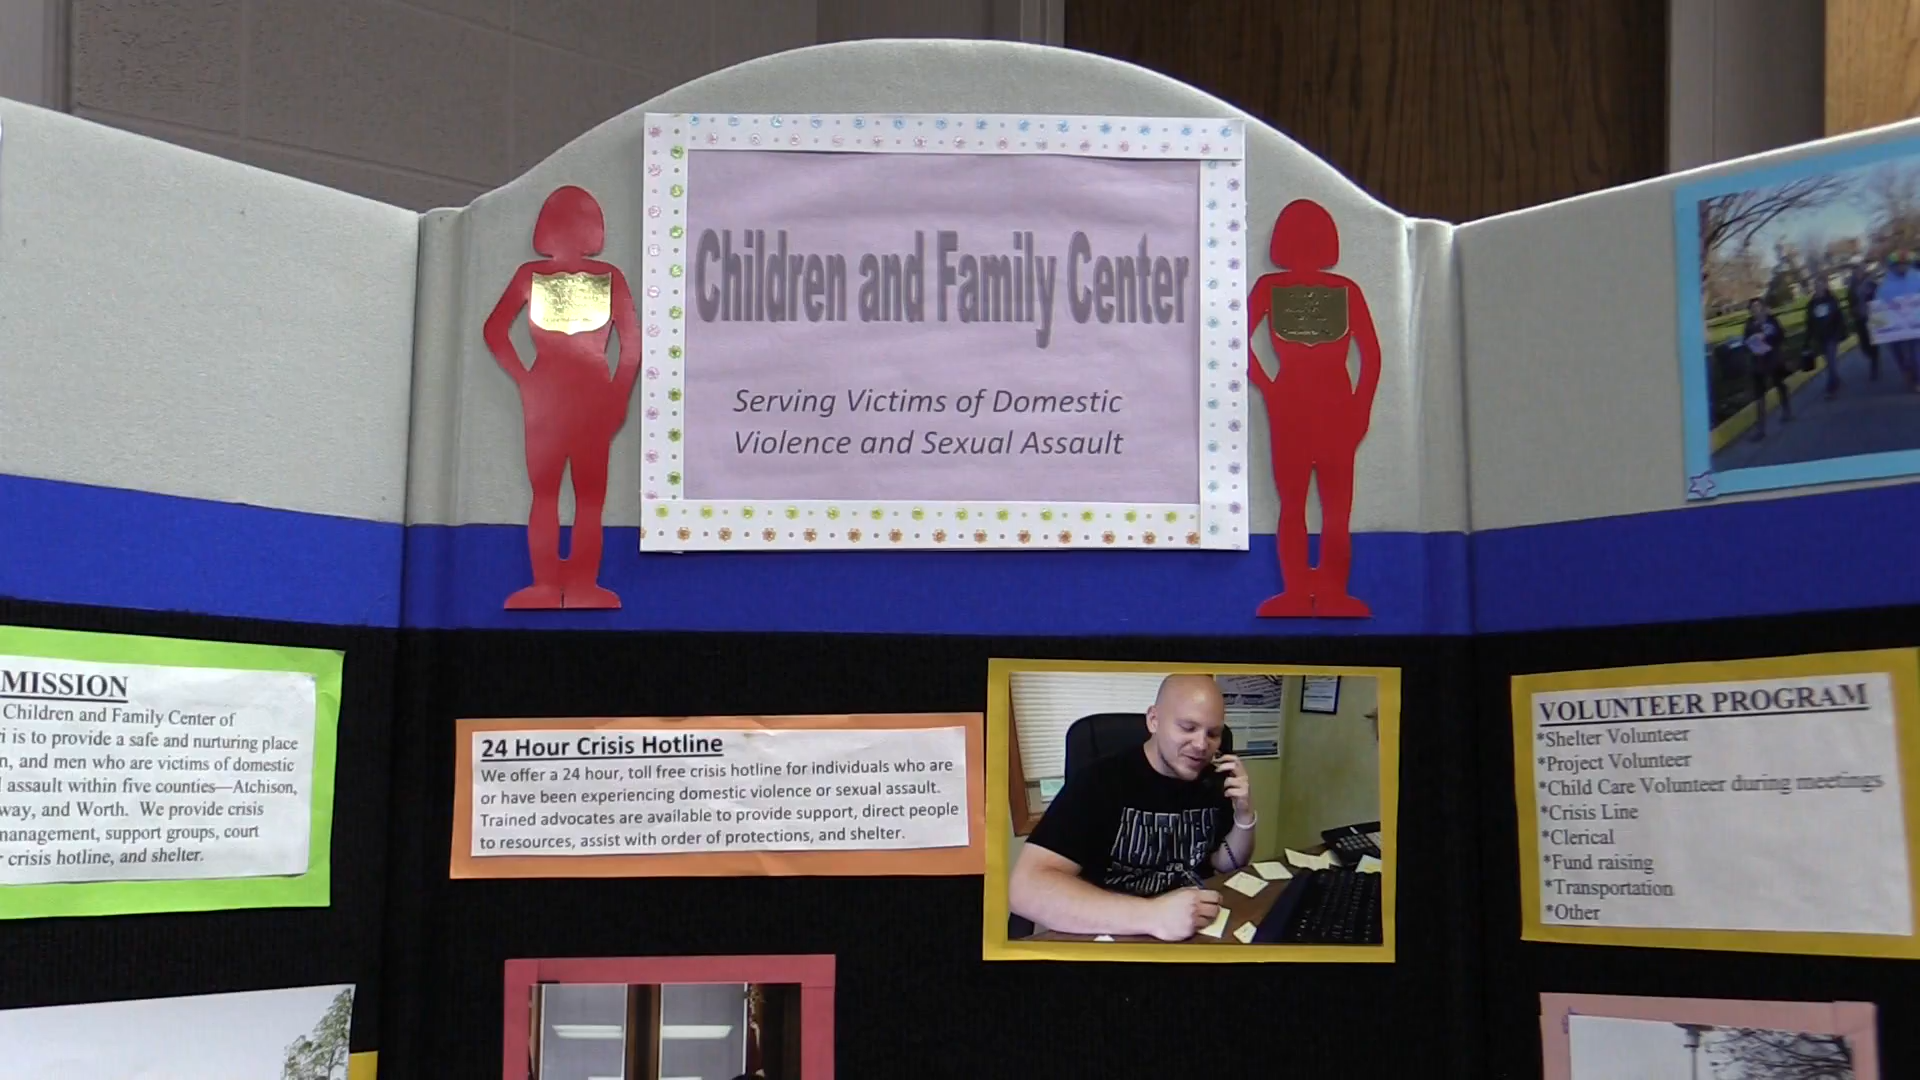 Children and Family Center
Serving Victims of Domestic
Violence and Sexual Assault
MISSION
Children and Family Center of
i is to provide a safe and nurturing place
n, and men who are victims of domestic
assault within five counties—Atchison,
way, and Worth. We provide crisis
management, support groups, court
crisis hotline, and shelter.
24 Hour Crisis Hotline
We offer a 24 hour, toll free crisis hotline for individuals who are
or have been experiencing domestic violence or sexual assault.
Trained advocates are available to provide support, direct people
to resources, assist with order of protections, and shelter.
NORTHWEST
VOLUNTEER PROGRAM
*Shelter Volunteer
*Project Volunteer
*Child Care Volunteer during meetings
*Crisis Line
*Clerical
*Fund raising
*Transportation
*Other